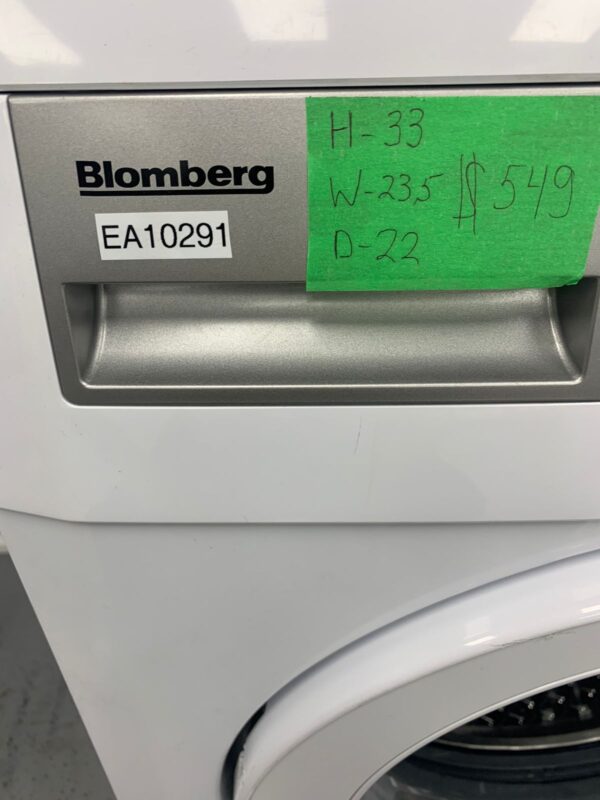 Blomberg
EA10291
H-33
W-23.5 $549
D-22